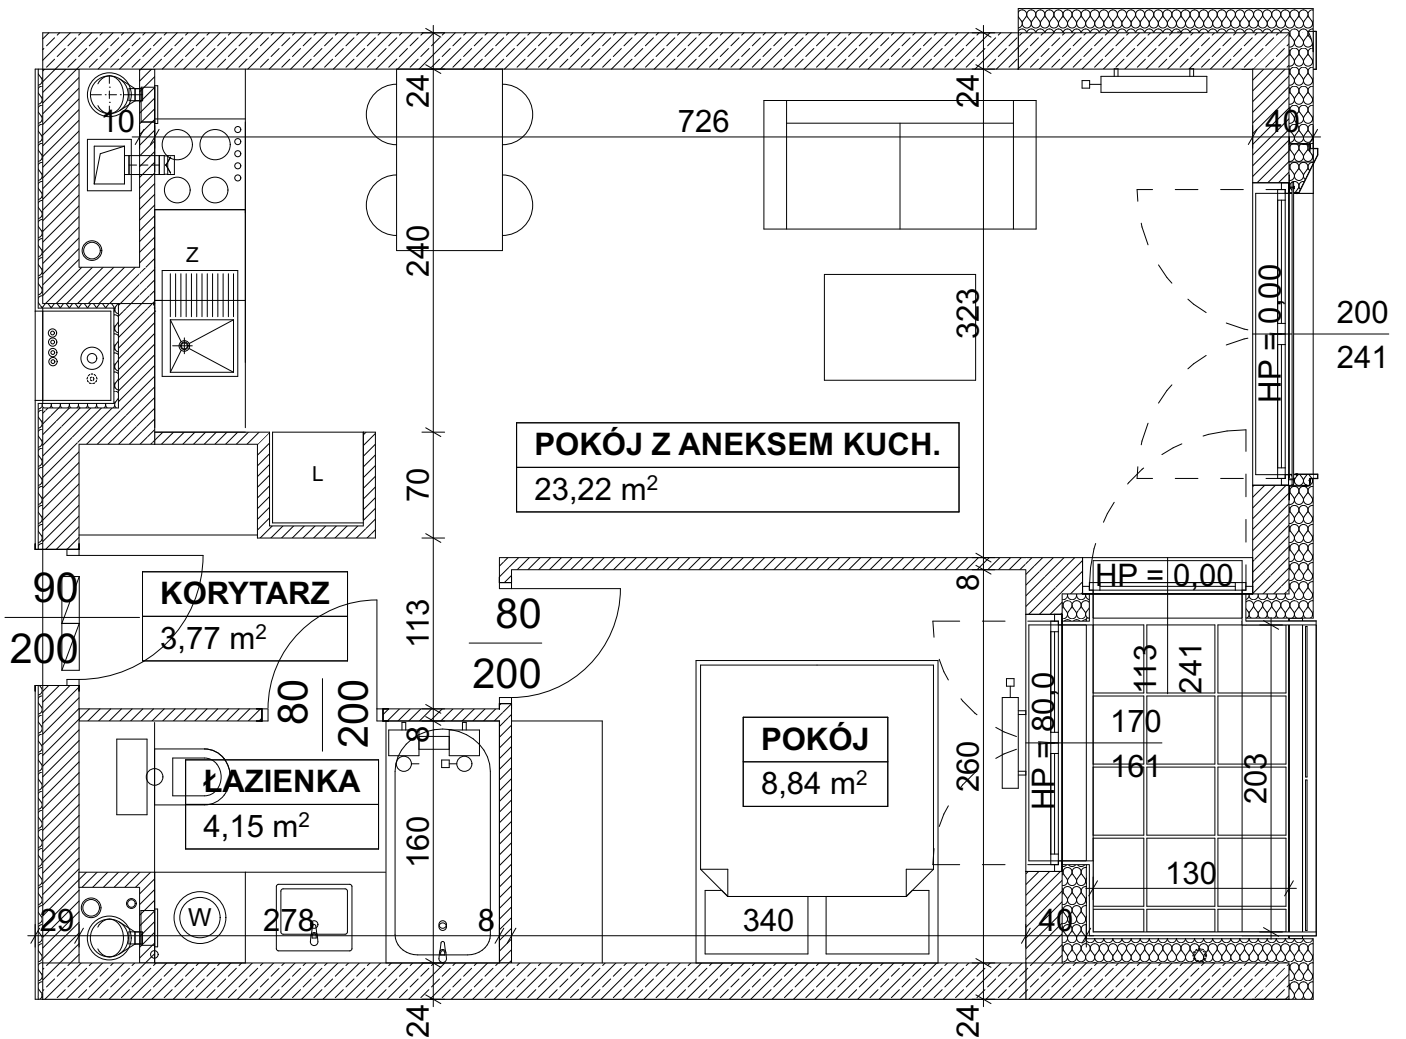 24
24
10
726
40
Z
240
323
HP = 0,00
200
241
POKÓJ Z ANEKSEM KUCH.
23,22 m²
L
70
90
200
KORYTARZ
3,77 m²
113
80
200
8
HP = 0,00
80
200
8
113
241
POKÓJ
8,84 m²
260
HP = 80,0
170
161
203
ŁAZIENKA
4,15 m²
160
130
29
W
278
8
340
40
24
24